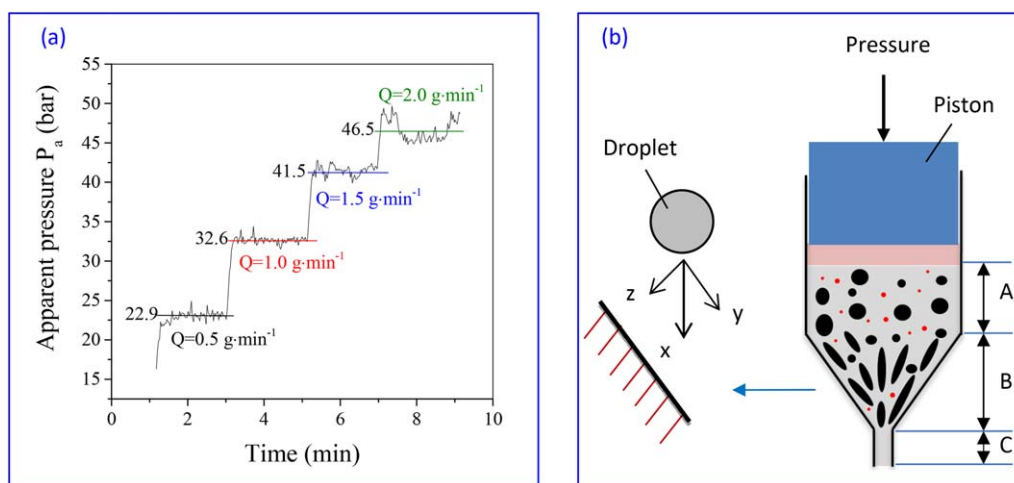 (a)
55
50
45
40
35
30
25
20
15
Apparent pressure Pₐ (bar)
Q=2.0 g·min⁻¹
46.5
41.5
Q=1.5 g·min⁻¹
32.6
Q=1.0 g·min⁻¹
22.9
Q=0.5 g·min⁻¹
0 2 4 6 8 10
Time (min)
(b)
Pressure
Piston
Droplet
z
y
x
A
B
C